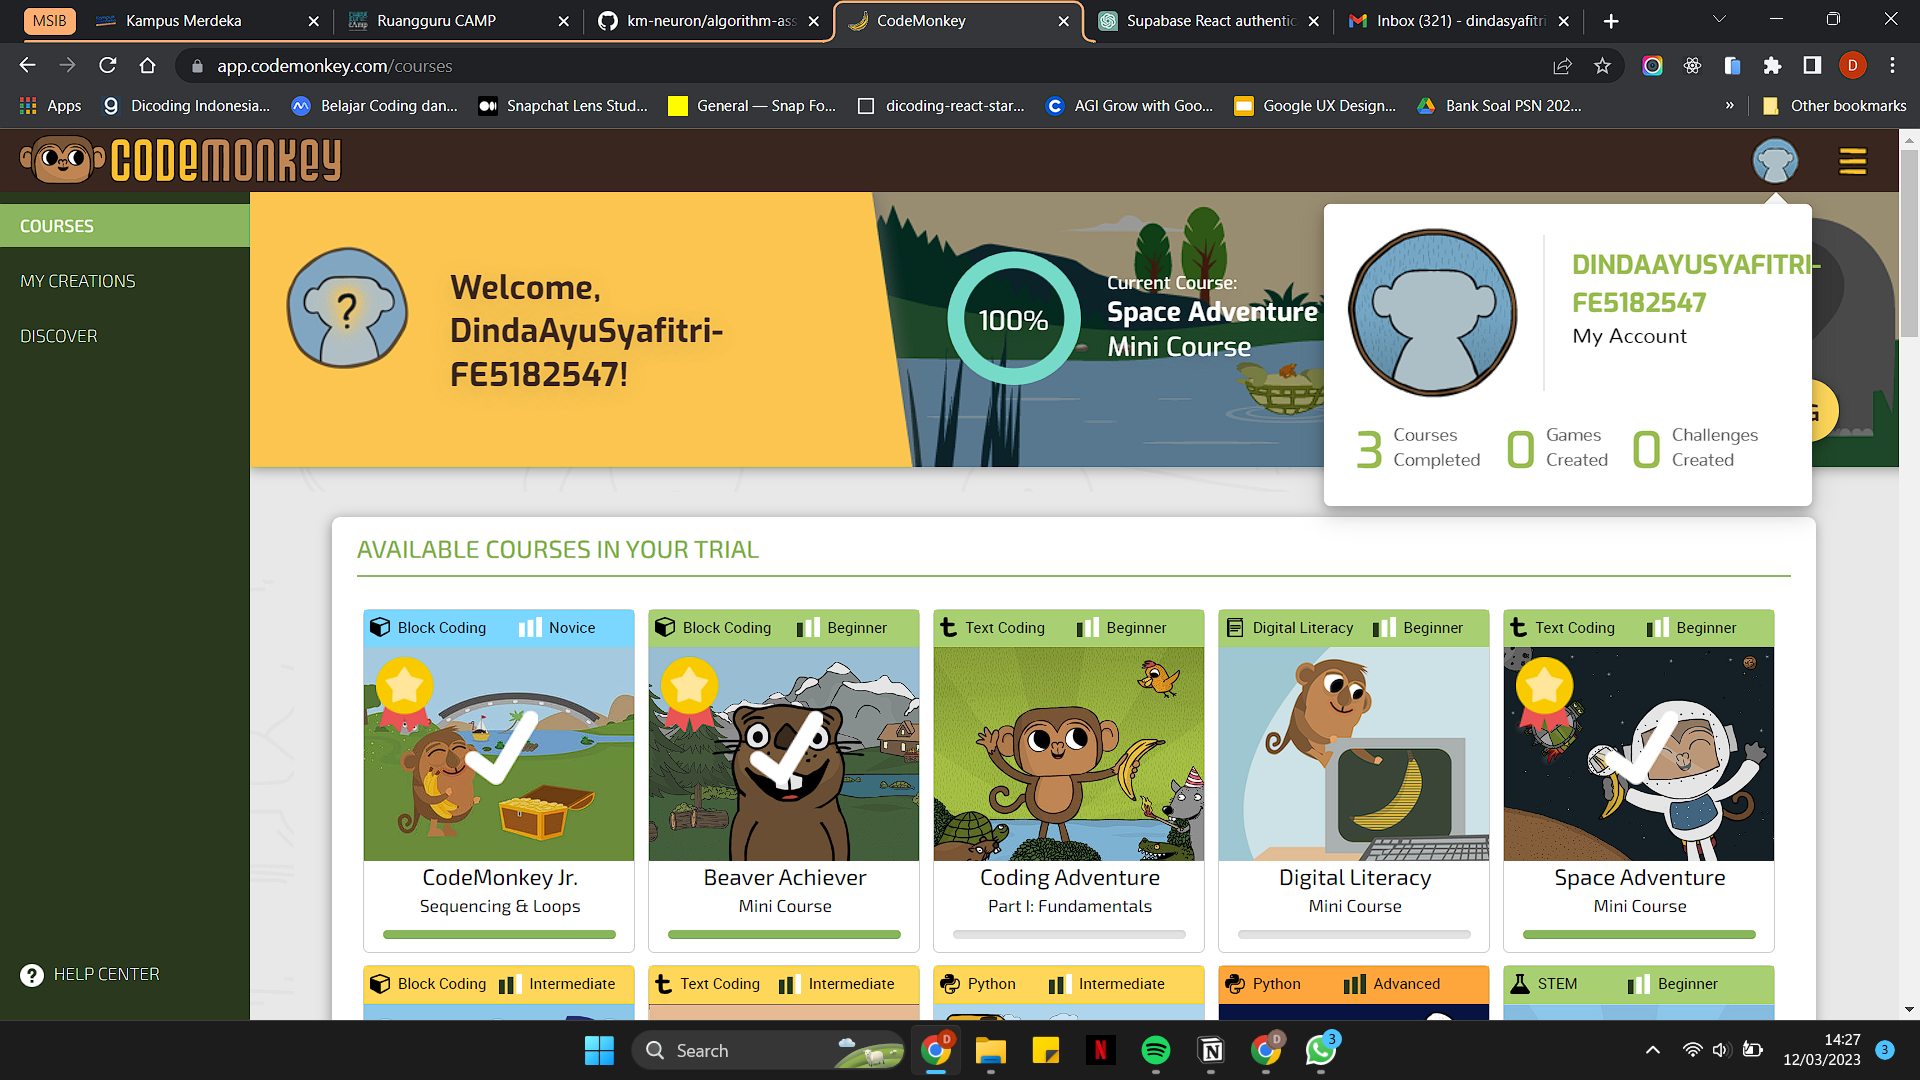 MSIB
Kampus Merdeka
Ruangguru CAMP
km-neuron/algorithm-ass
CodeMonkey
Supabase React authentic
Inbox (321) - dindasyafitri
app.codemonkey.com/courses
D
Apps
Dicoding Indonesia...
Belajar Coding dan...
Snapchat Lens Stud...
General — Snap Fo...
dicoding-react-star...
AGI Grow with Goo...
Google UX Design...
Bank Soal PSN 202...
»
Other bookmarks
CODEMONKEY
COURSES
MY CREATIONS
DISCOVER
HELP CENTER
?
Welcome,
DindaAyuSyafitri-
FE5182547!
100%
Current Course:
Space Adventure
Mini Course
DINDAAYUSYAFITRI-
FE5182547
My Account
3 Courses Completed
0 Games Created
0 Challenges Created
AVAILABLE COURSES IN YOUR TRIAL
Block Coding Novice
CodeMonkey Jr.
Sequencing & Loops
Block Coding Beginner
Beaver Achiever
Mini Course
Text Coding Beginner
Coding Adventure
Part I: Fundamentals
Digital Literacy Beginner
Digital Literacy
Mini Course
Text Coding Beginner
Space Adventure
Mini Course
Block Coding Intermediate
Text Coding Intermediate
Python Intermediate
Python Advanced
STEM Beginner
Search
3
14:27
12/03/2023
3